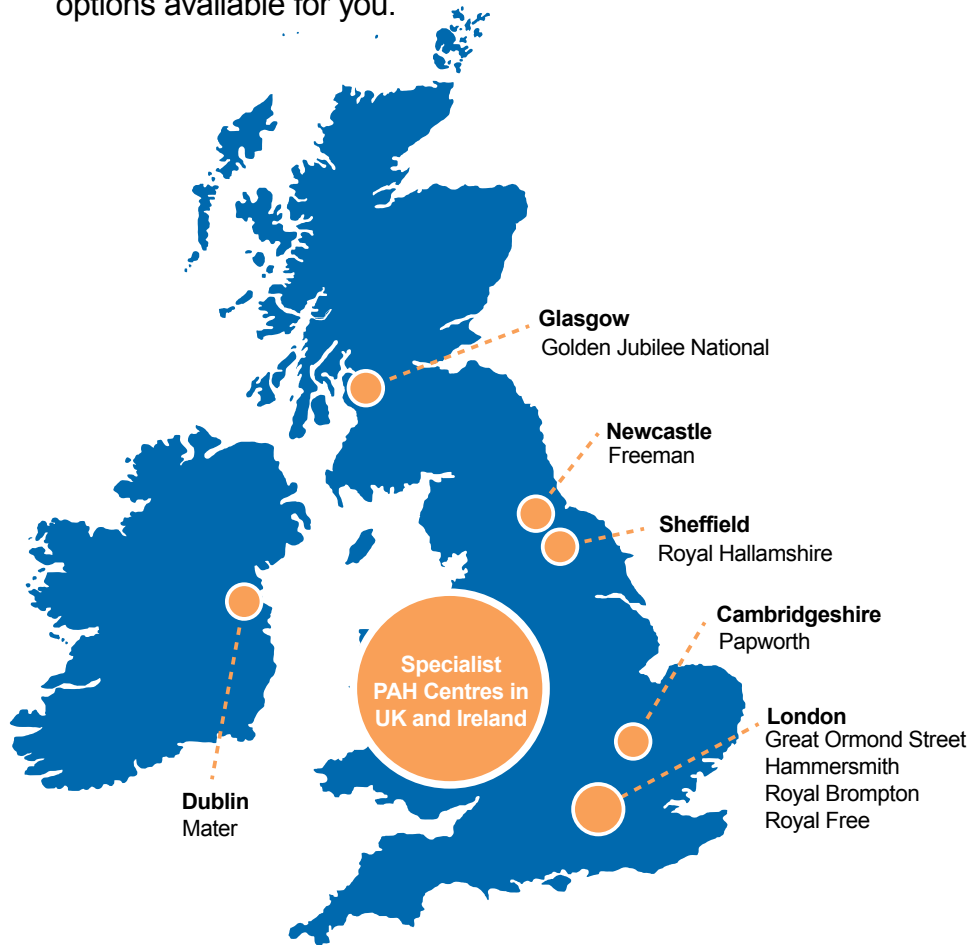 options available for you.
Glasgow
Golden Jubilee National
Newcastle
Freeman
Sheffield
Royal Hallamshire
Cambridgeshire
Papworth
Specialist
PAH Centres in
UK and Ireland
London
Great Ormond Street
Hammersmith
Royal Brompton
Royal Free
Dublin
Mater